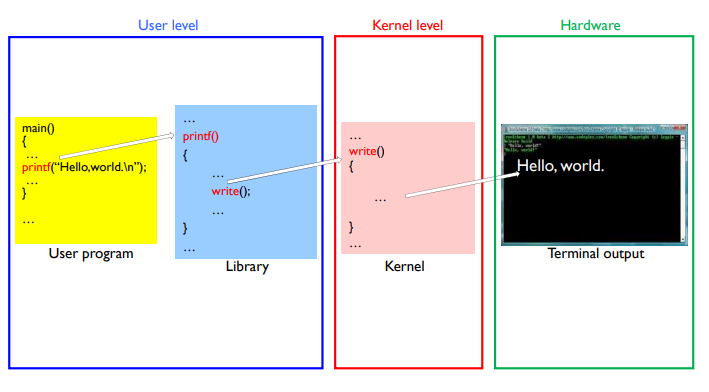 User level
Kernel level
Hardware
main()
{
…
printf("Hello,world.\n");
…
}
…
User program
…
printf()
{
…
write();
…
}
…
Library
…
write()
{
…
}
…
Kernel
Hello, world.
Terminal output